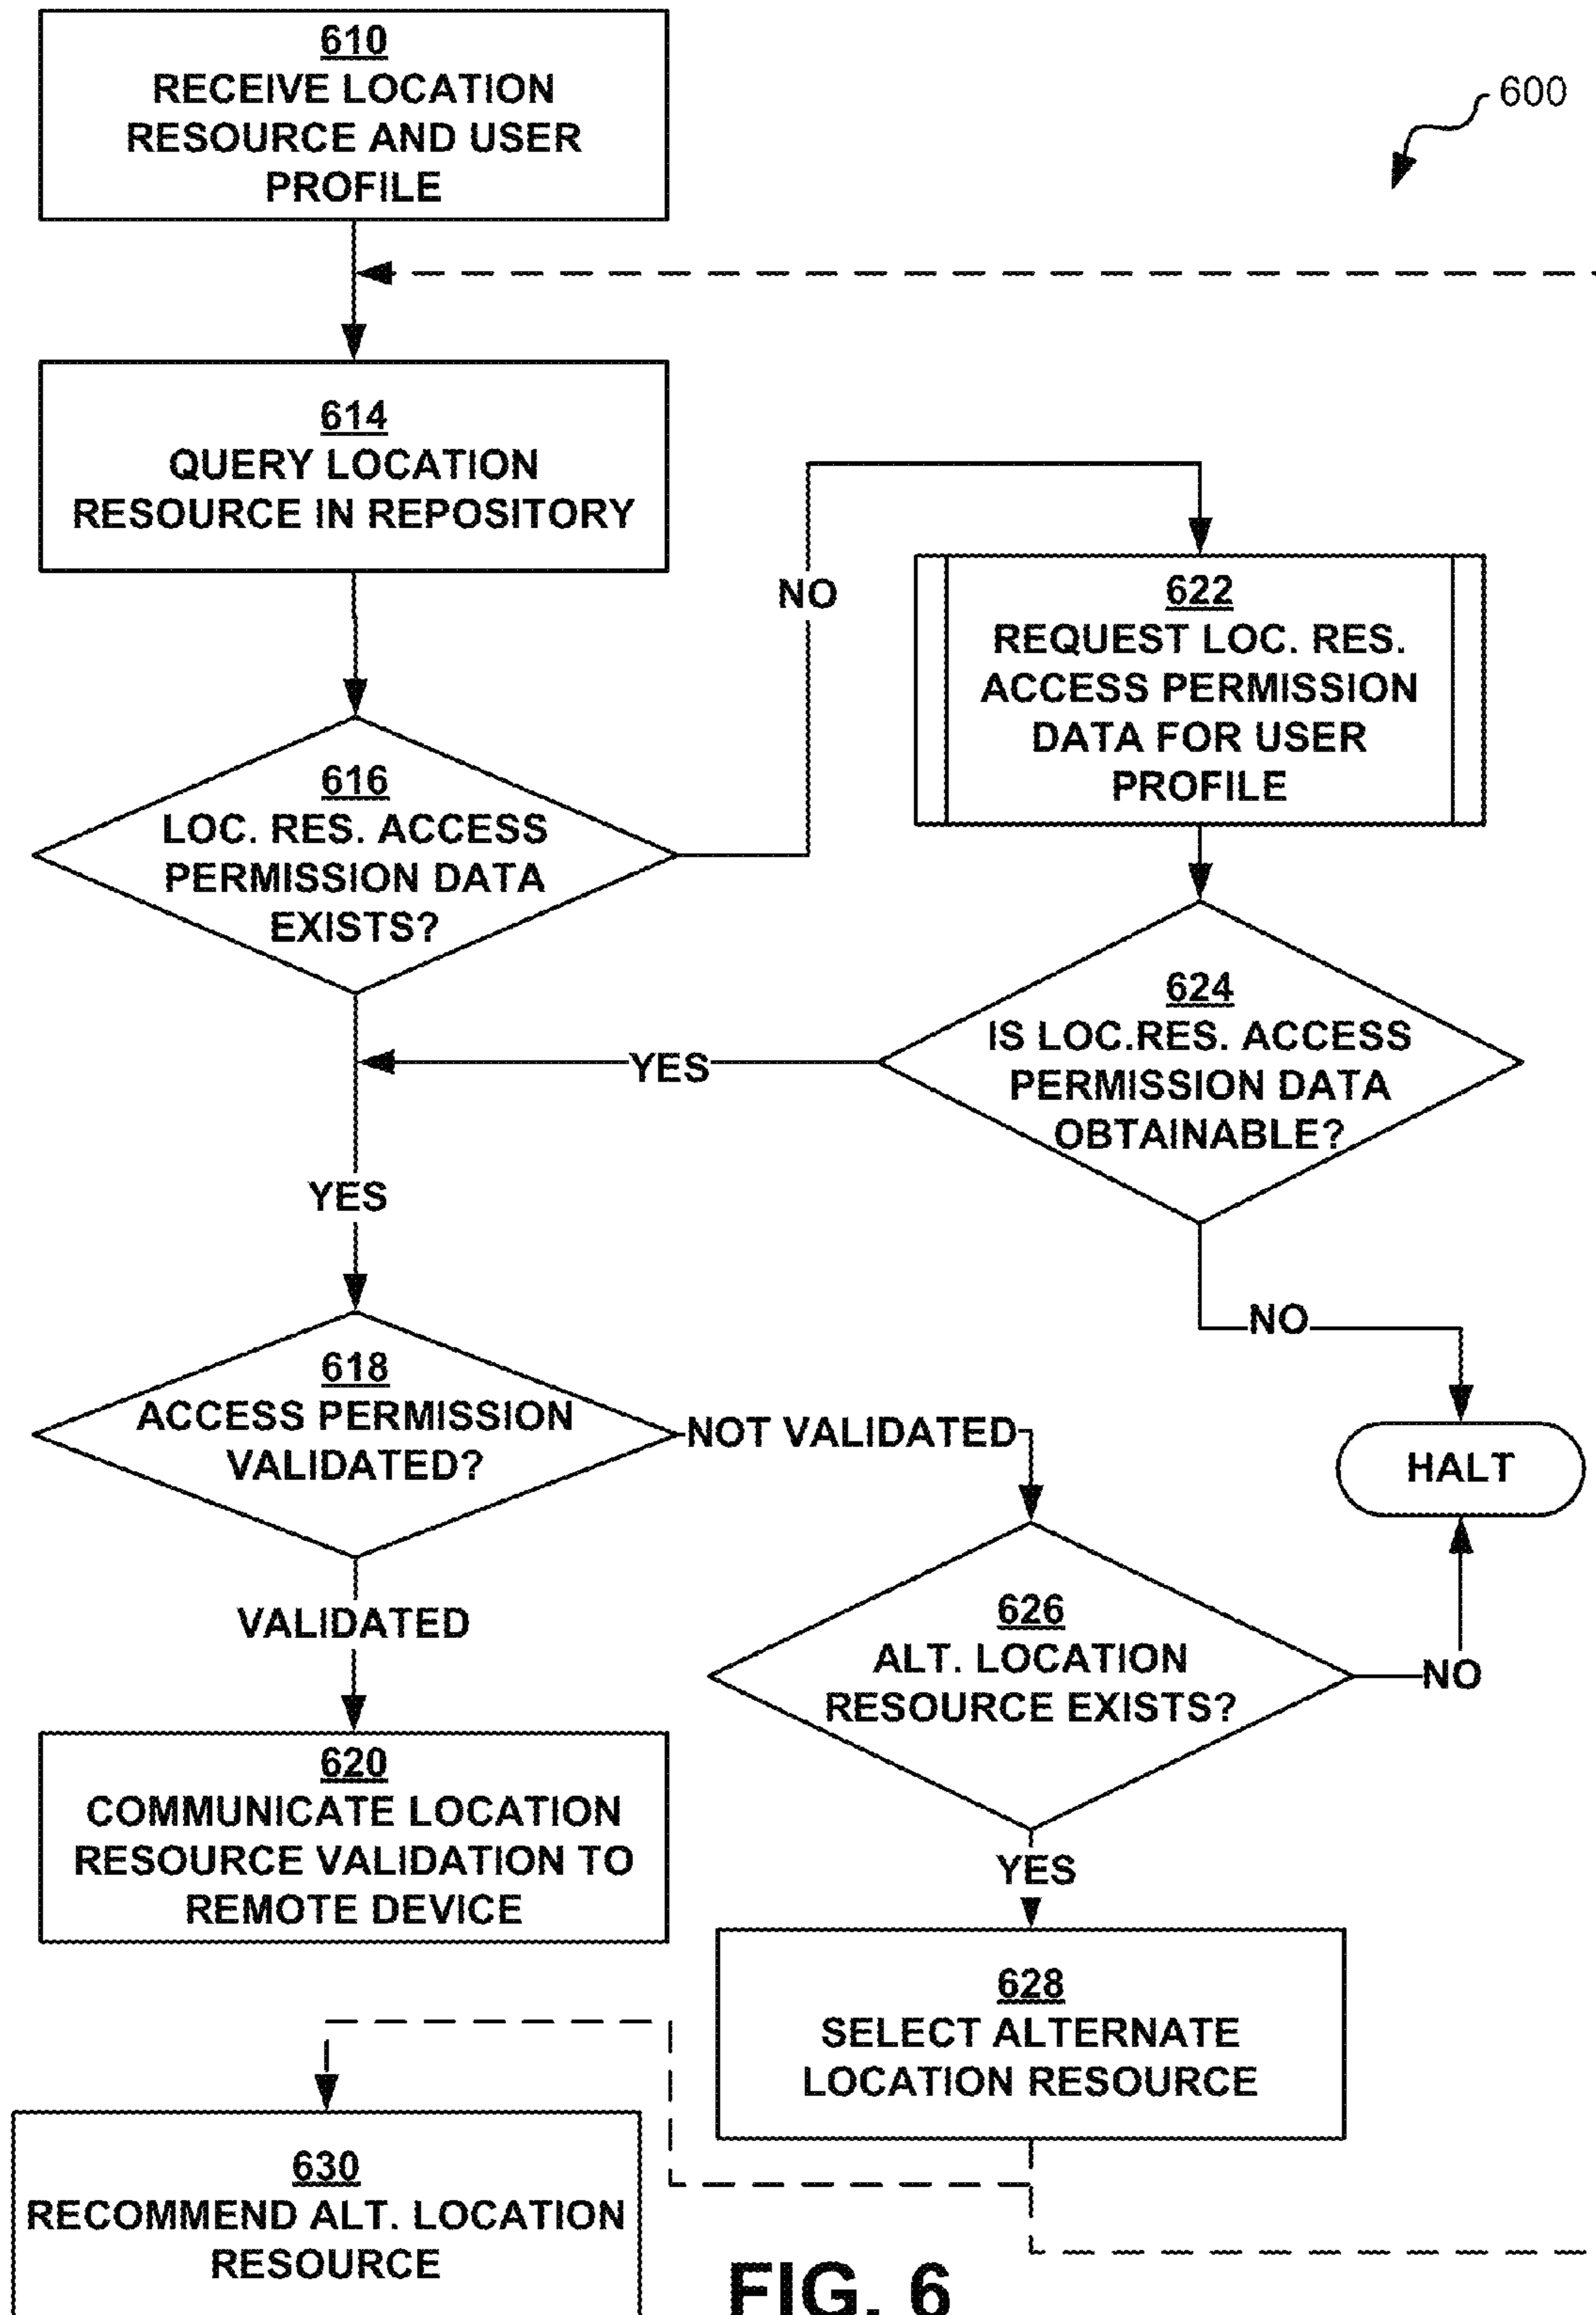 610
RECEIVE LOCATION
RESOURCE AND USER
PROFILE
600
614
QUERY LOCATION
RESOURCE IN REPOSITORY
NO
622
REQUEST LOC. RES.
ACCESS PERMISSION
DATA FOR USER
PROFILE
616
LOC. RES. ACCESS
PERMISSION DATA
EXISTS?
624
IS LOC.RES. ACCESS
PERMISSION DATA
OBTAINABLE?
YES
YES
NO
618
ACCESS PERMISSION
VALIDATED?
NOT VALIDATED
HALT
VALIDATED
626
ALT. LOCATION
RESOURCE EXISTS?
NO
620
COMMUNICATE LOCATION
RESOURCE VALIDATION TO
REMOTE DEVICE
YES
628
SELECT ALTERNATE
LOCATION RESOURCE
630
RECOMMEND ALT. LOCATION
RESOURCE
FIG. 6